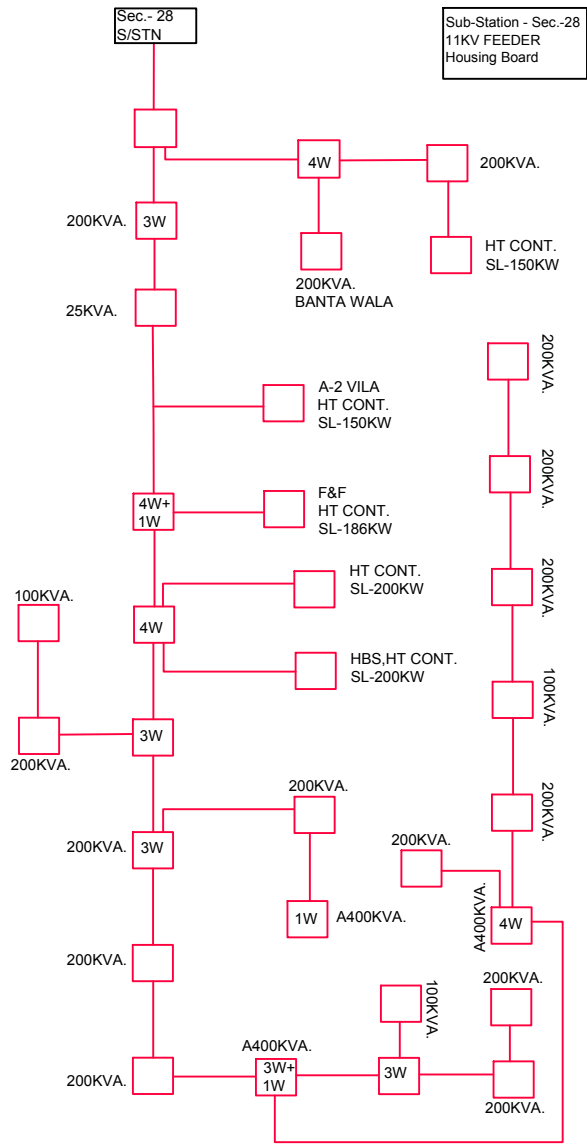 Sec.- 28
S/STN
Sub-Station - Sec.-28
11KV FEEDER
Housing Board
4W
200KVA.
200KVA.
3W
HT CONT.
SL-150KW
200KVA.
BANTA WALA
25KVA.
200KVA.
A-2 VILA
HT CONT.
SL-150KW
200KVA.
4W+
1W
F&F
HT CONT.
SL-186KW
HT CONT.
SL-200KW
200KVA.
100KVA.
4W
HBS,HT CONT.
SL-200KW
100KVA.
3W
200KVA.
200KVA.
200KVA.
200KVA.
3W
200KVA.
1W
A400KVA.
A400KVA.
4W
200KVA.
100KVA.
200KVA.
A400KVA.
3W+
1W
3W
200KVA.
200KVA.